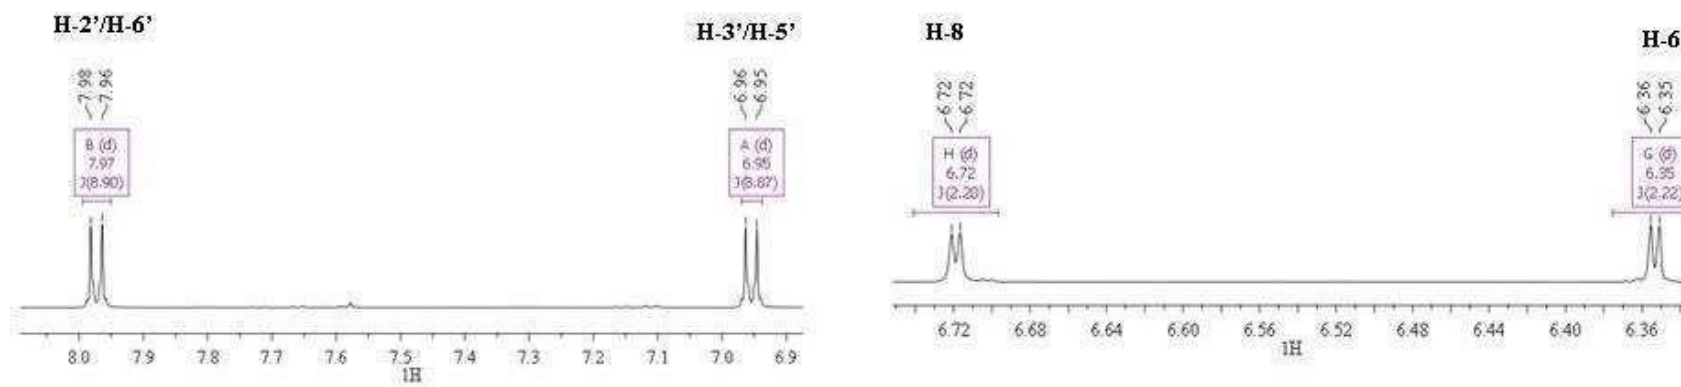 H-2’/H-6’
H-3’/H-5’
7.98
7.96
6.96
6.95
B (d)
7.97
J(8.90)
A (d)
6.95
J(8.87)
8.0 7.9 7.8 7.7 7.6 7.5 7.4 7.3 7.2 7.1 7.0 6.9
1H
H-8
H-6
6.72
6.72
6.36
6.35
H (d)
6.72
J(2.20)
G (d)
6.35
J(2.22)
6.72 6.68 6.64 6.60 6.56 6.52 6.48 6.44 6.40 6.36
1H